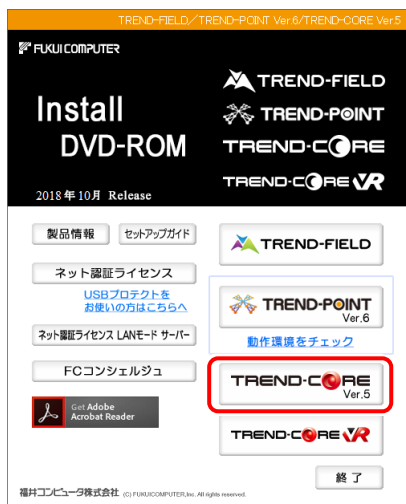 TREND-FIELD／TREND-POINT Ver.6/TREND-CORE Ver.5
FUKUI COMPUTER
Install
DVD-ROM
2018年10月 Release
TREND-FIELD
TREND-POINT
TREND-CORE
TREND-CORE VR
製品情報
セットアップガイド
ネット認証ライセンス
USBプロテクトを
お使いの方はこちらへ
ネット認証ライセンス LANモード サーバー
FCコンシェルジュ
Get Adobe
Acrobat Reader
TREND-FIELD
TREND-POINT
Ver.6
動作環境をチェック
TREND-CORE
Ver.5
TREND-CORE VR
終了
福井コンピュータ株式会社 (C) FUKUICOMPUTER,Inc. All rights reserved.